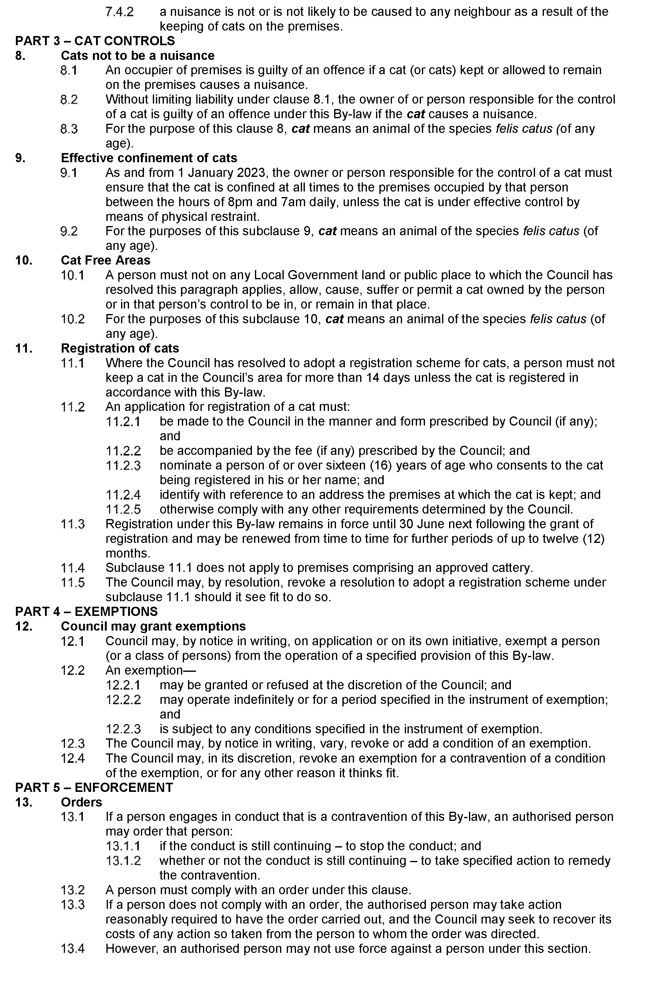 7.4.2 a nuisance is not or is not likely to be caused to any neighbour as a result of the
keeping of cats on the premises.
PART 3 – CAT CONTROLS
8. Cats not to be a nuisance
8.1 An occupier of premises is guilty of an offence if a cat (or cats) kept or allowed to remain
on the premises causes a nuisance.
8.2 Without limiting liability under clause 8.1, the owner of or person responsible for the control
of a cat is guilty of an offence under this By-law if the cat causes a nuisance.
8.3 For the purpose of this clause 8, cat means an animal of the species felis catus (of any
age).
9. Effective confinement of cats
9.1 As and from 1 January 2023, the owner or person responsible for the control of a cat must
ensure that the cat is confined at all times to the premises occupied by that person
between the hours of 8pm and 7am daily, unless the cat is under effective control by
means of physical restraint.
9.2 For the purposes of this subclause 9, cat means an animal of the species felis catus (of
any age).
10. Cat Free Areas
10.1 A person must not on any Local Government land or public place to which the Council has
resolved this paragraph applies, allow, cause, suffer or permit a cat owned by the person
or in that person's control to be in, or remain in that place.
10.2 For the purposes of this subclause 10, cat means an animal of the species felis catus (of
any age).
11. Registration of cats
11.1 Where the Council has resolved to adopt a registration scheme for cats, a person must not
keep a cat in the Council's area for more than 14 days unless the cat is registered in
accordance with this By-law.
11.2 An application for registration of a cat must:
11.2.1 be made to the Council in the manner and form prescribed by Council (if any);
and
11.2.2 be accompanied by the fee (if any) prescribed by the Council; and
11.2.3 nominate a person of or over sixteen (16) years of age who consents to the cat
being registered in his or her name; and
11.2.4 identify with reference to an address the premises at which the cat is kept; and
11.2.5 otherwise comply with any other requirements determined by the Council.
11.3 Registration under this By-law remains in force until 30 June next following the grant of
registration and may be renewed from time to time for further periods of up to twelve (12)
months.
11.4 Subclause 11.1 does not apply to premises comprising an approved cattery.
11.5 The Council may, by resolution, revoke a resolution to adopt a registration scheme under
subclause 11.1 should it see fit to do so.
PART 4 – EXEMPTIONS
12. Council may grant exemptions
12.1 Council may, by notice in writing, on application or on its own initiative, exempt a person
(or a class of persons) from the operation of a specified provision of this By-law.
12.2 An exemption—
12.2.1 may be granted or refused at the discretion of the Council; and
12.2.2 may operate indefinitely or for a period specified in the instrument of exemption;
and
12.2.3 is subject to any conditions specified in the instrument of exemption.
12.3 The Council may, by notice in writing, vary, revoke or add a condition of an exemption.
12.4 The Council may, in its discretion, revoke an exemption for a contravention of a condition
of the exemption, or for any other reason it thinks fit.
PART 5 – ENFORCEMENT
13. Orders
13.1 If a person engages in conduct that is a contravention of this By-law, an authorised person
may order that person:
13.1.1 if the conduct is still continuing – to stop the conduct; and
13.1.2 whether or not the conduct is still continuing – to take specified action to remedy
the contravention.
13.2 A person must comply with an order under this clause.
13.3 If a person does not comply with an order, the authorised person may take action
reasonably required to have the order carried out, and the Council may seek to recover its
costs of any action so taken from the person to whom the order was directed.
13.4 However, an authorised person may not use force against a person under this section.